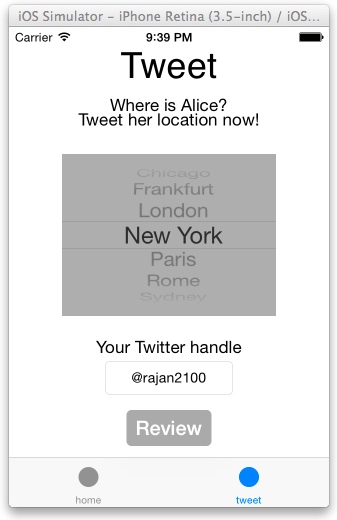 iOS Simulator – iPhone Retina (3.5-inch) / iOS...
Carrier 9:39 PM
Tweet
Where is Alice?
Tweet her location now!
Chicago
Frankfurt
London
New York
Paris
Rome
Sydney
Your Twitter handle
@rajan2100
Review
home tweet